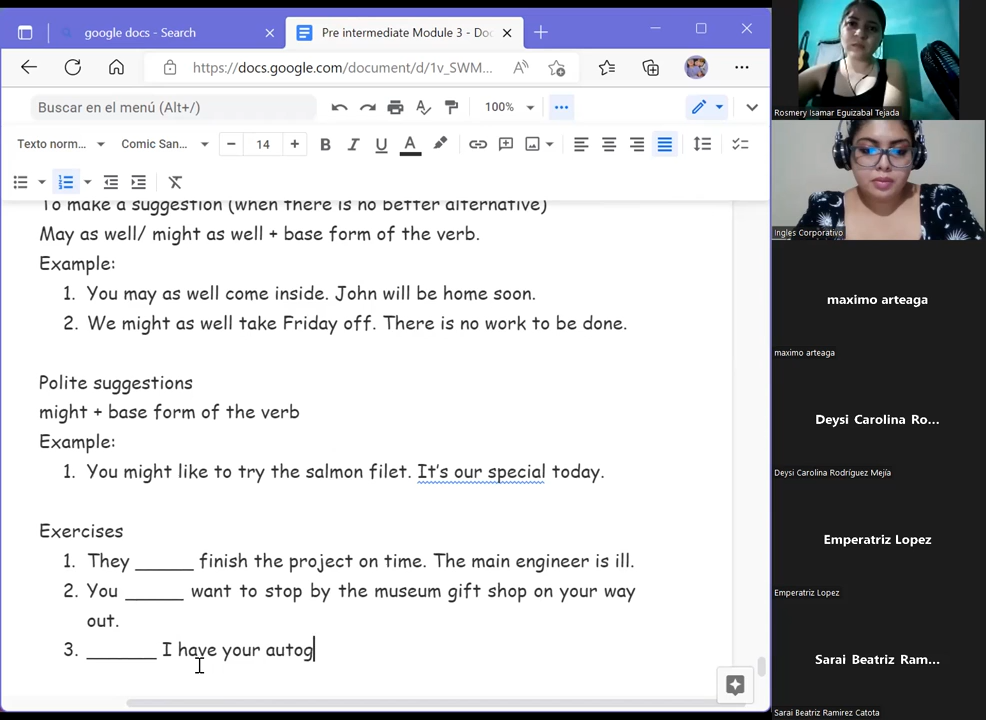 google docs - Search
Pre intermediate Module 3 - Doc
https://docs.google.com/document/d/1v_SWM...
Buscar en el menú (Alt+/)
100%
Texto norm...
Comic San...
14
To make a suggestion (when there is no better alternative)
May as well/ might as well + base form of the verb.
Example:
1. You may as well come inside. John will be home soon.
2. We might as well take Friday off. There is no work to be done.
Polite suggestions
might + base form of the verb
Example:
1. You might like to try the salmon filet. It's our special today.
Exercises
1. They ______ finish the project on time. The main engineer is ill.
2. You ______ want to stop by the museum gift shop on your way
out.
3. _______ I have your autog
Rosmery Isamar Eguizabal Tejada
Ingles Corporativo
maximo arteaga
maximo arteaga
Deysi Carolina Ro...
Deysi Carolina Rodríguez Mejía
Emperatriz Lopez
Emperatriz Lopez
Sarai Beatriz Ram...
Sarai Beatriz Ramirez Catota